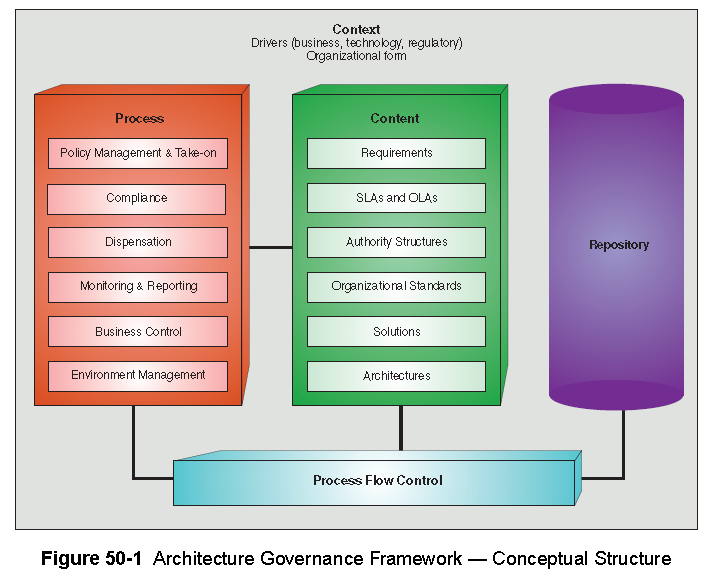 Context
Drivers (business, technology, regulatory)
Organizational form
Process
Policy Management & Take-on
Compliance
Dispensation
Monitoring & Reporting
Business Control
Environment Management
Content
Requirements
SLAs and OLAs
Authority Structures
Organizational Standards
Solutions
Architectures
Repository
Process Flow Control
Figure 50-1 Architecture Governance Framework — Conceptual Structure